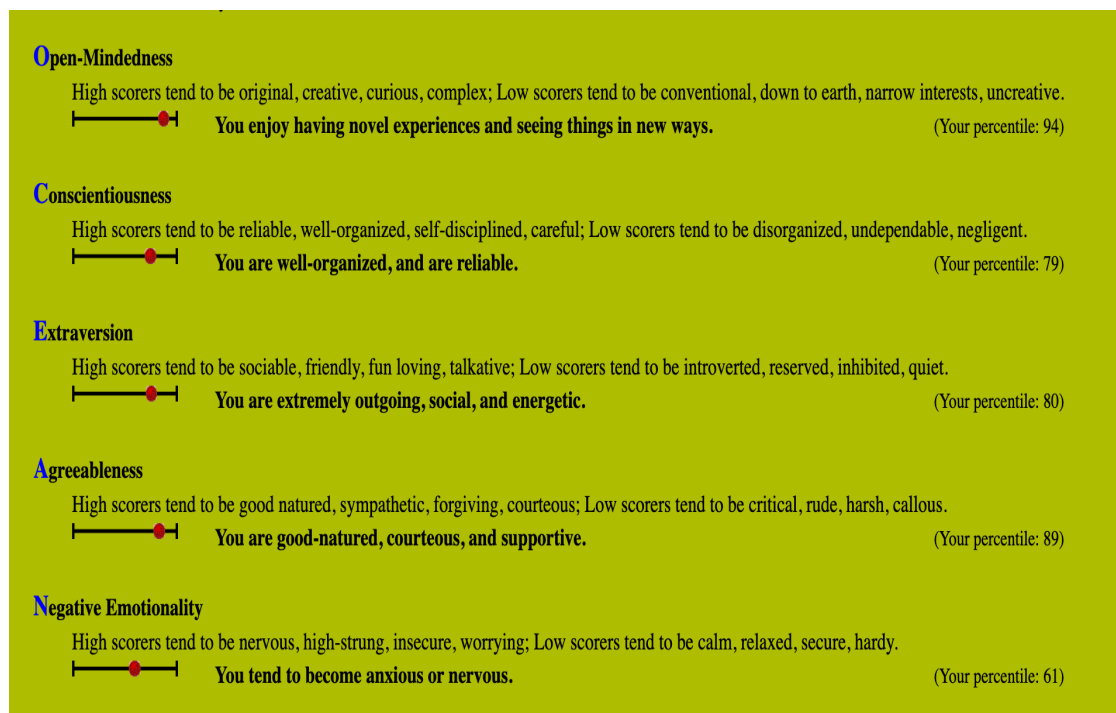 Open-Mindedness
High scorers tend to be original, creative, curious, complex; Low scorers tend to be conventional, down to earth, narrow interests, uncreative.
You enjoy having novel experiences and seeing things in new ways. (Your percentile: 94)
Conscientiousness
High scorers tend to be reliable, well-organized, self-disciplined, careful; Low scorers tend to be disorganized, undependable, negligent.
You are well-organized, and are reliable. (Your percentile: 79)
Extraversion
High scorers tend to be sociable, friendly, fun loving, talkative; Low scorers tend to be introverted, reserved, inhibited, quiet.
You are extremely outgoing, social, and energetic. (Your percentile: 80)
Agreeableness
High scorers tend to be good natured, sympathetic, forgiving, courteous; Low scorers tend to be critical, rude, harsh, callous.
You are good-natured, courteous, and supportive. (Your percentile: 89)
Negative Emotionality
High scorers tend to be nervous, high-strung, insecure, worrying; Low scorers tend to be calm, relaxed, secure, hardy.
You tend to become anxious or nervous. (Your percentile: 61)